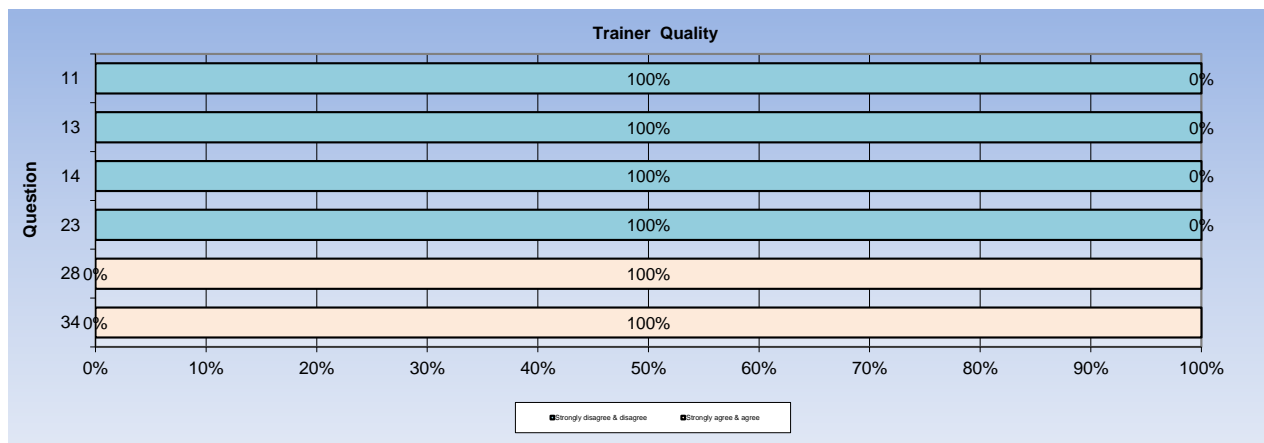 Trainer Quality
Question
11 100% 0%
13 100% 0%
14 100% 0%
23 100% 0%
28 0% 100%
34 0% 100%
0% 10% 20% 30% 40% 50% 60% 70% 80% 90% 100%
Strongly disagree & disagree Strongly agree & agree